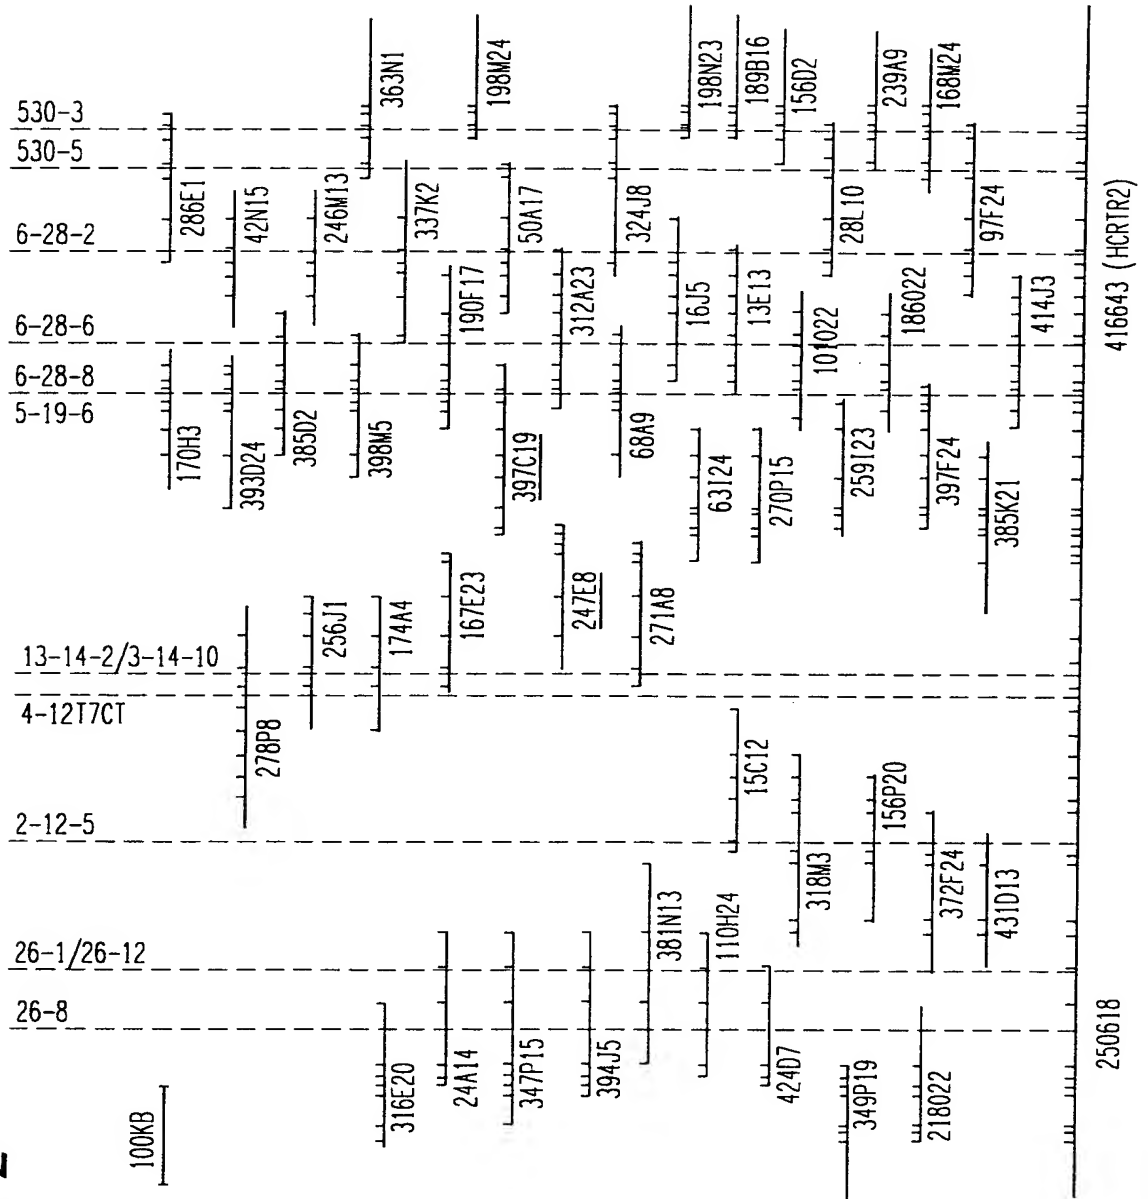 530-3
530-5
6-28-2
6-28-6
6-28-8
5-19-6
13-14-2/3-14-10
4-12T7CT
2-12-5
26-1/26-12
26-8
100KB
286E1
42N15
246M13
363N1
337K2
198M24
50A17
190F17
312A23
324J8
198N23
189B16
156D2
239A9
168M24
28L10
97F24
16J5
13E13
101O22
186O22
414J3
170H3
393D24
385D2
398M5
397C19
68A9
63I24
270P15
259I23
397F24
385K21
278P8
256J1
174A4
167E23
247E8
271A8
15C12
318M3
156P20
372F24
431D13
316E20
24A14
347P15
394J5
381N13
110H24
424D7
349P19
218O22
250618
416643 (HCRTR2)